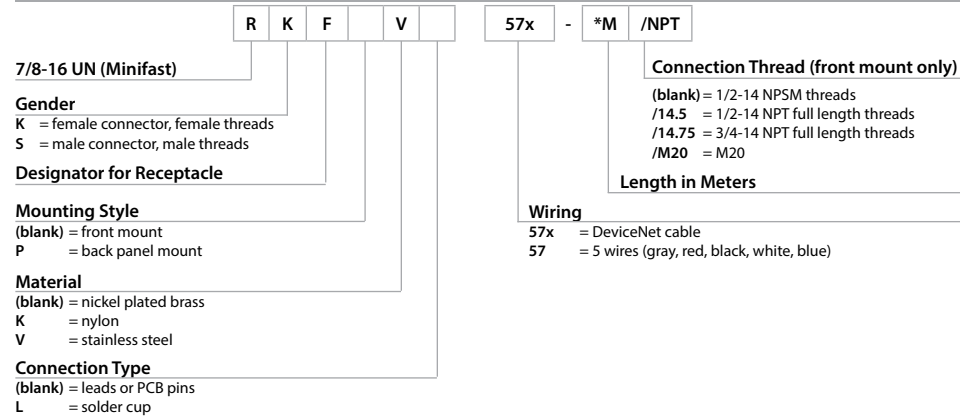 R K F V 57x - *M /NPT
7/8-16 UN (Minifast)
Gender
K = female connector, female threads
S = male connector, male threads
Designator for Receptacle
Mounting Style
(blank) = front mount
P = back panel mount
Material
(blank) = nickel plated brass
K = nylon
V = stainless steel
Connection Type
(blank) = leads or PCB pins
L = solder cup
Connection Thread (front mount only)
(blank) = 1/2-14 NPSM threads
/14.5 = 1/2-14 NPT full length threads
/14.75 = 3/4-14 NPT full length threads
/M20 = M20
Length in Meters
Wiring
57x = DeviceNet cable
57 = 5 wires (gray, red, black, white, blue)